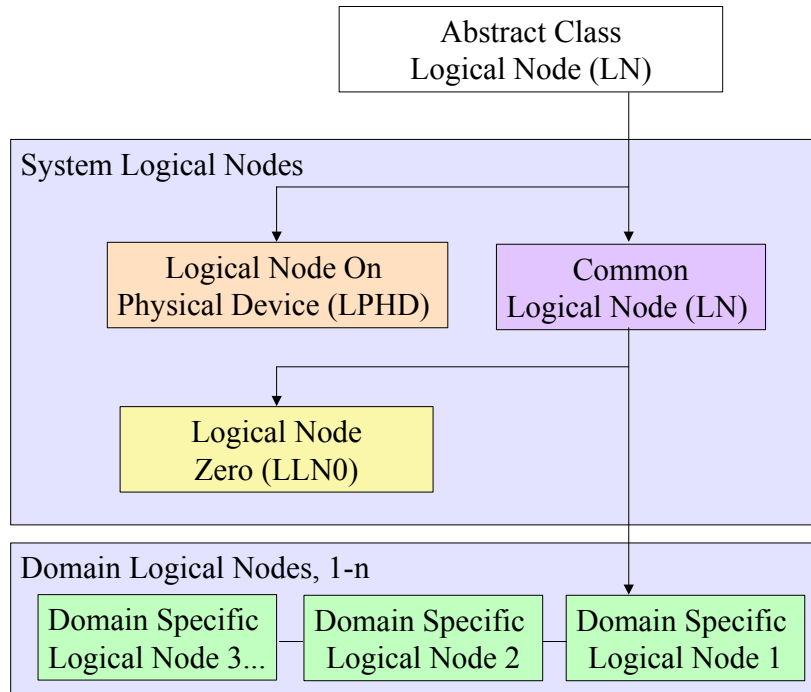 Abstract Class
Logical Node (LN)
System Logical Nodes
Logical Node On
Physical Device (LPHD)
Common
Logical Node (LN)
Logical Node
Zero (LLN0)
Domain Logical Nodes, 1-n
Domain Specific
Logical Node 3...
Domain Specific
Logical Node 2
Domain Specific
Logical Node 1